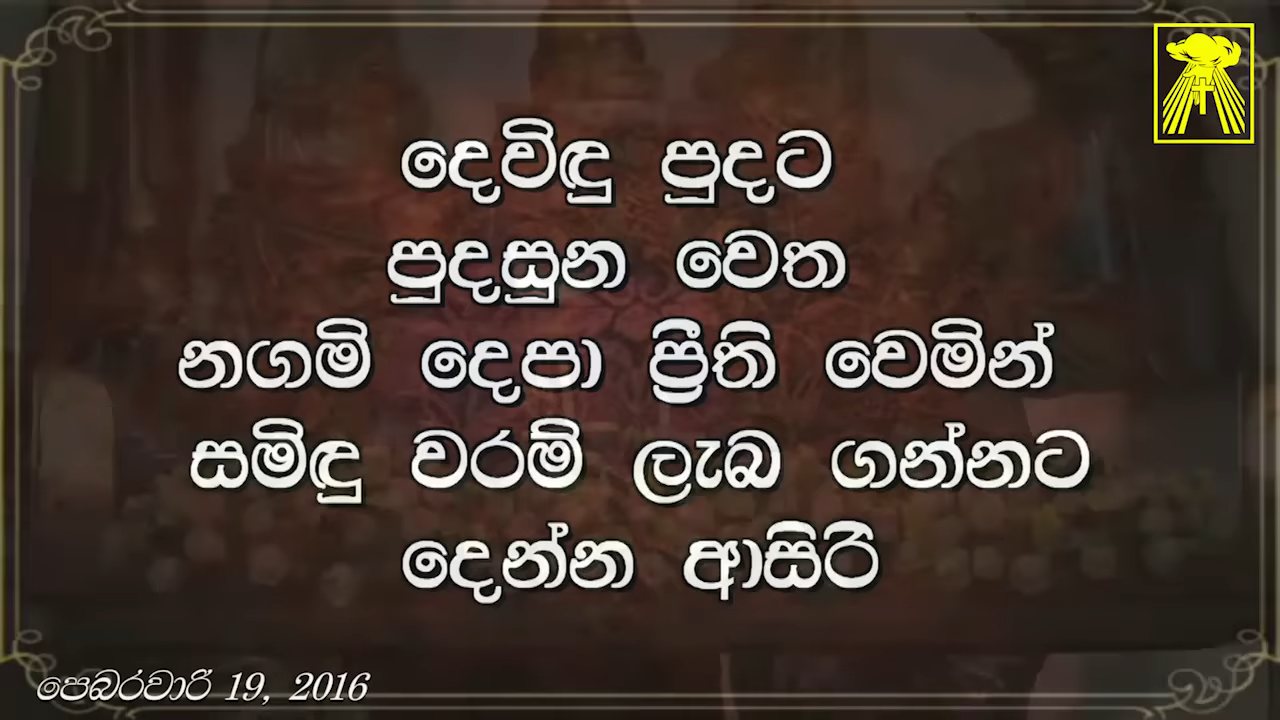 දෙවිඳු පුදට
පුදසුන වෙත
නගමි දෙපා ප්‍රීති වෙමින්
සමිඳු වරම් ලැබ ගන්නට
දෙන්න ආසිරි
පෙබරවාරි 19, 2016